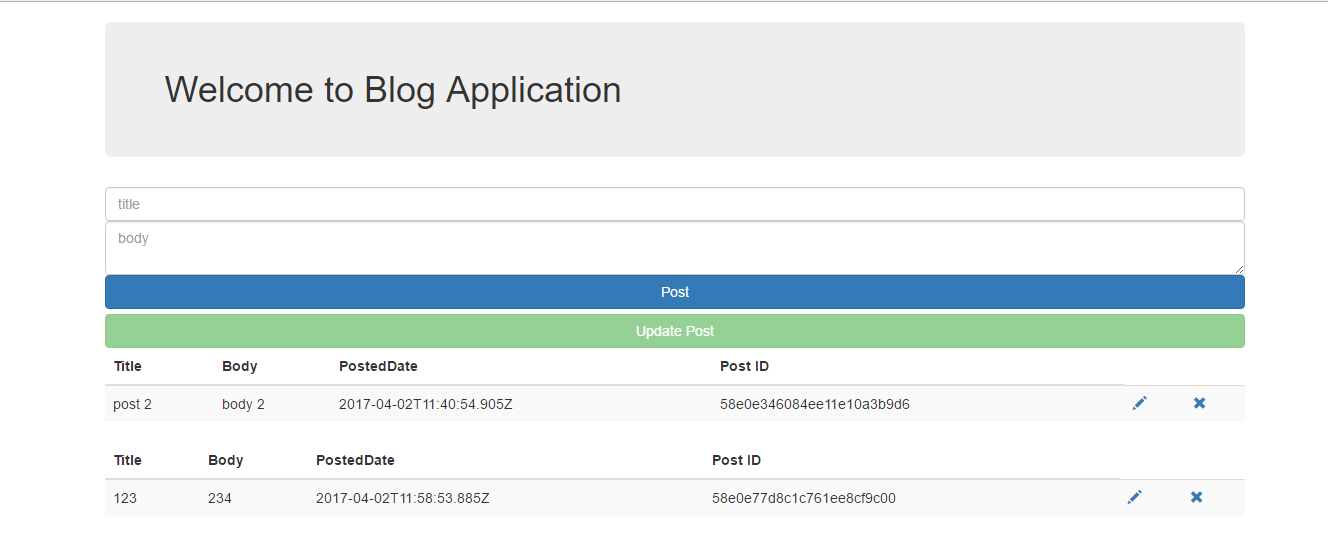 Welcome to Blog Application
title
body
Post
Update Post
Title Body PostedDate Post ID
post 2 body 2 2017-04-02T11:40:54.905Z 58e0e346084ee11e10a3b9d6
Title Body PostedDate Post ID
123 234 2017-04-02T11:58:53.885Z 58e0e77d8c1c761ee8cf9c00